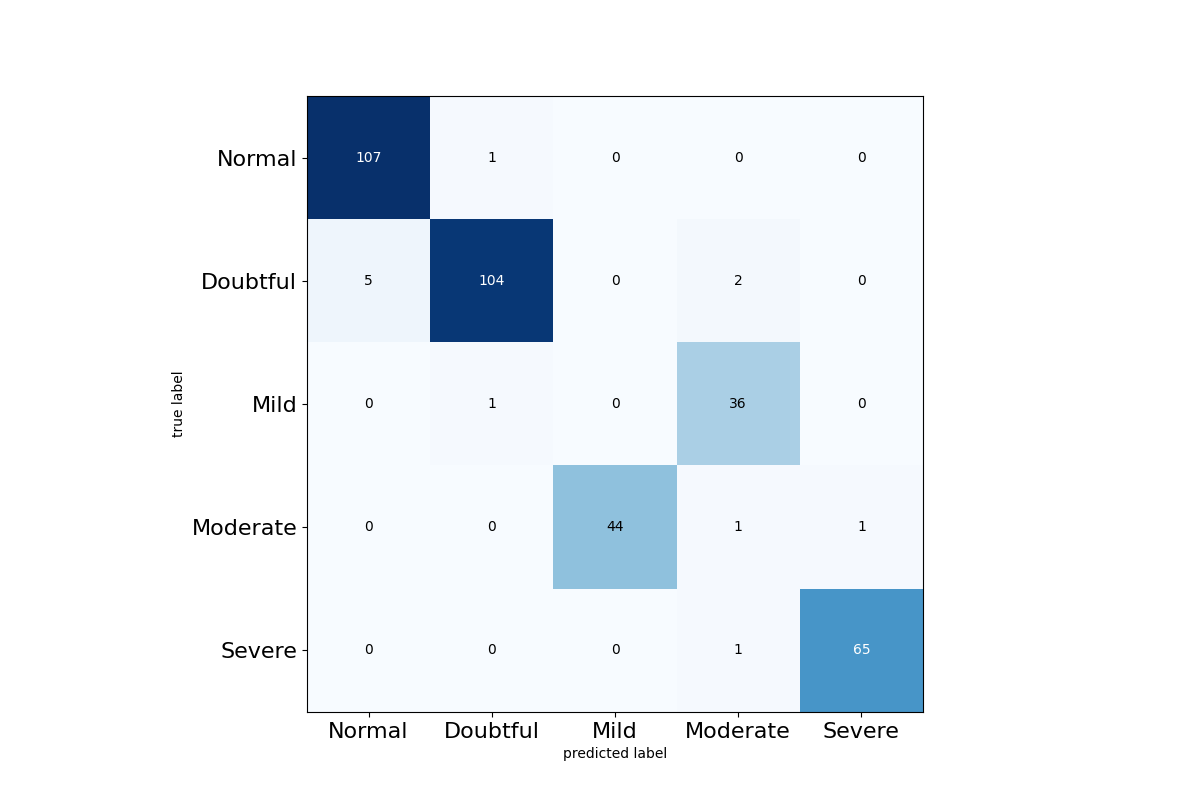 Normal 107 1 0 0 0
Doubtful 5 104 0 2 0
Mild 0 1 0 36 0
Moderate 0 0 44 1 1
Severe 0 0 0 1 65
true label
Normal Doubtful Mild Moderate Severe
predicted label